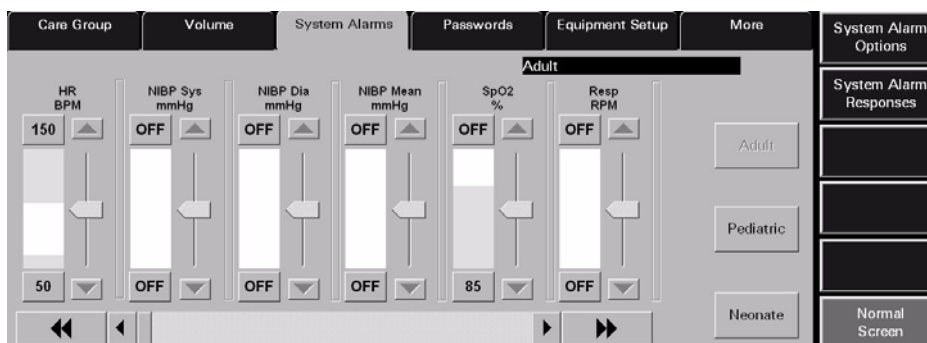 Care Group Volume System Alarms Passwords Equipment Setup More
System Alarm
Options
Adult
System Alarm
Responses
HR NIBP Sys NIBP Dia NIBP Mean SpO2 Resp
BPM mmHg mmHg mmHg % RPM
150 OFF OFF OFF OFF OFF
Adult
Pediatric
50 OFF OFF OFF 85 OFF
Neonate
Normal
Screen